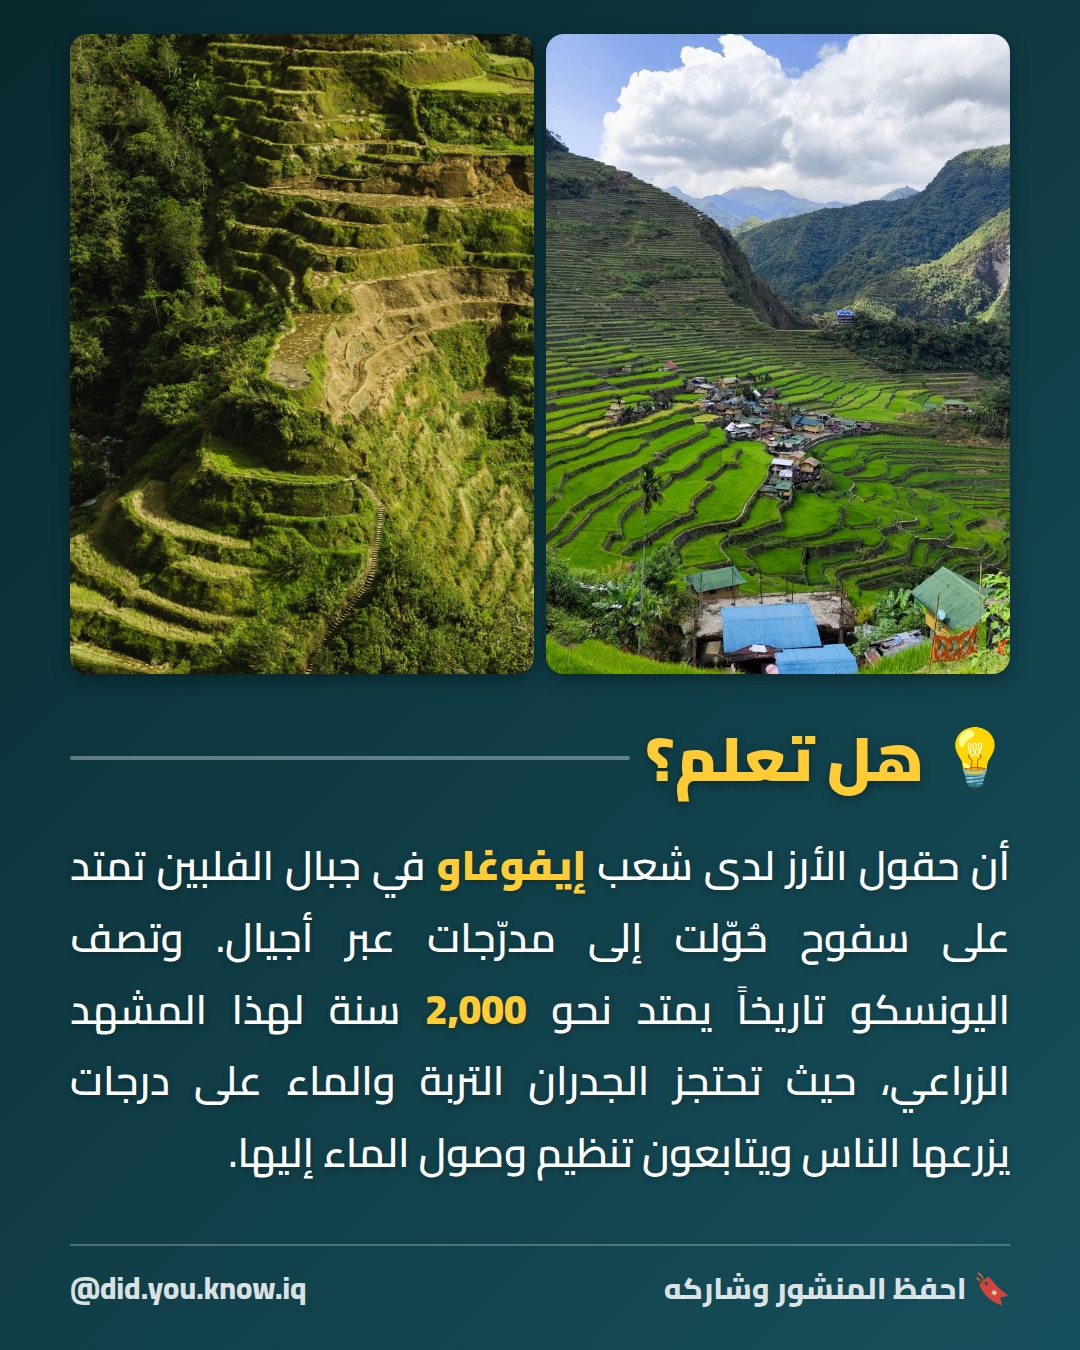 هل تعلم؟
أن حقول الأرز لدى شعب إيفوغاو في جبال الفلبين تمتد
على سفوح حُوّلت إلى مدرّجات عبر أجيال. وتصف
اليونسكو تاريخاً يمتد نحو 2,000 سنة لهذا المشهد
الزراعي، حيث تحتجز الجدران التربة والماء على درجات
يزرعها الناس ويتابعون تنظيم وصول الماء إليها.
احفظ المنشور وشاركه
@did.you.know.iq